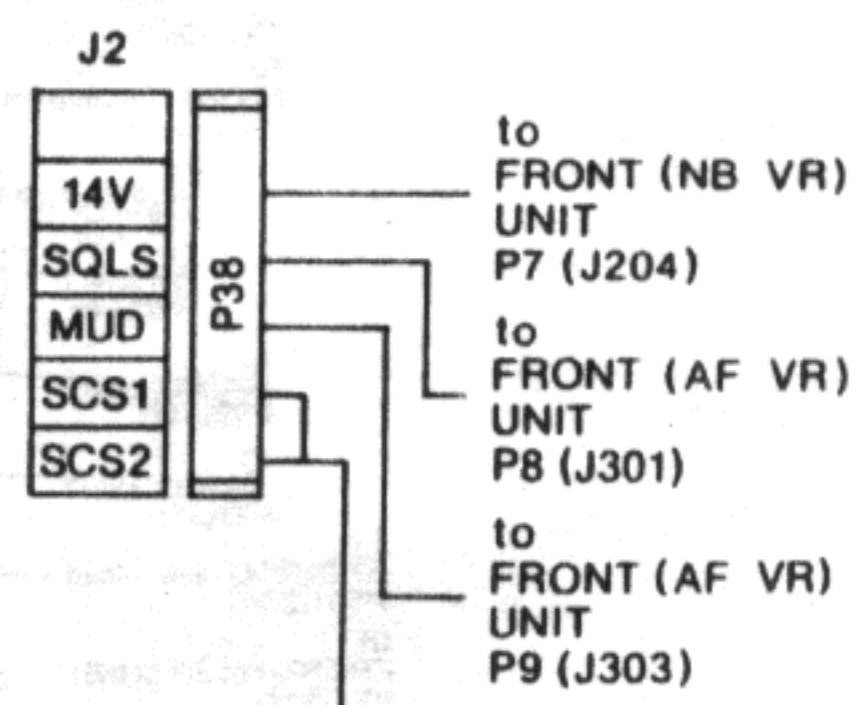 J2
14V
SQLS
MUD
SCS1
SCS2
P38
to
FRONT (NB VR)
UNIT
P7 (J204)
to
FRONT (AF VR)
UNIT
P8 (J301)
to
FRONT (AF VR)
UNIT
P9 (J303)